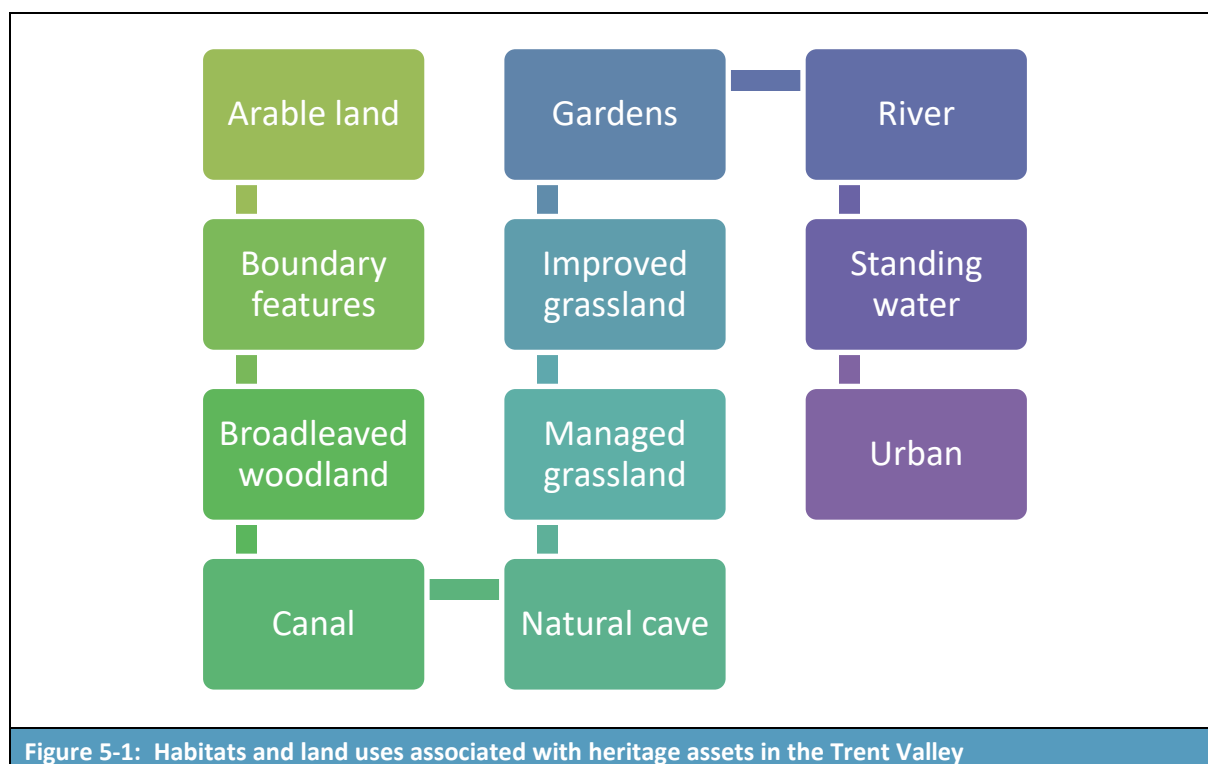 Arable land
Boundary
features
Broadleaved
woodland
Canal
Natural cave
Managed
grassland
Improved
grassland
Gardens
River
Standing
water
Urban
Figure 5-1: Habitats and land uses associated with heritage assets in the Trent Valley